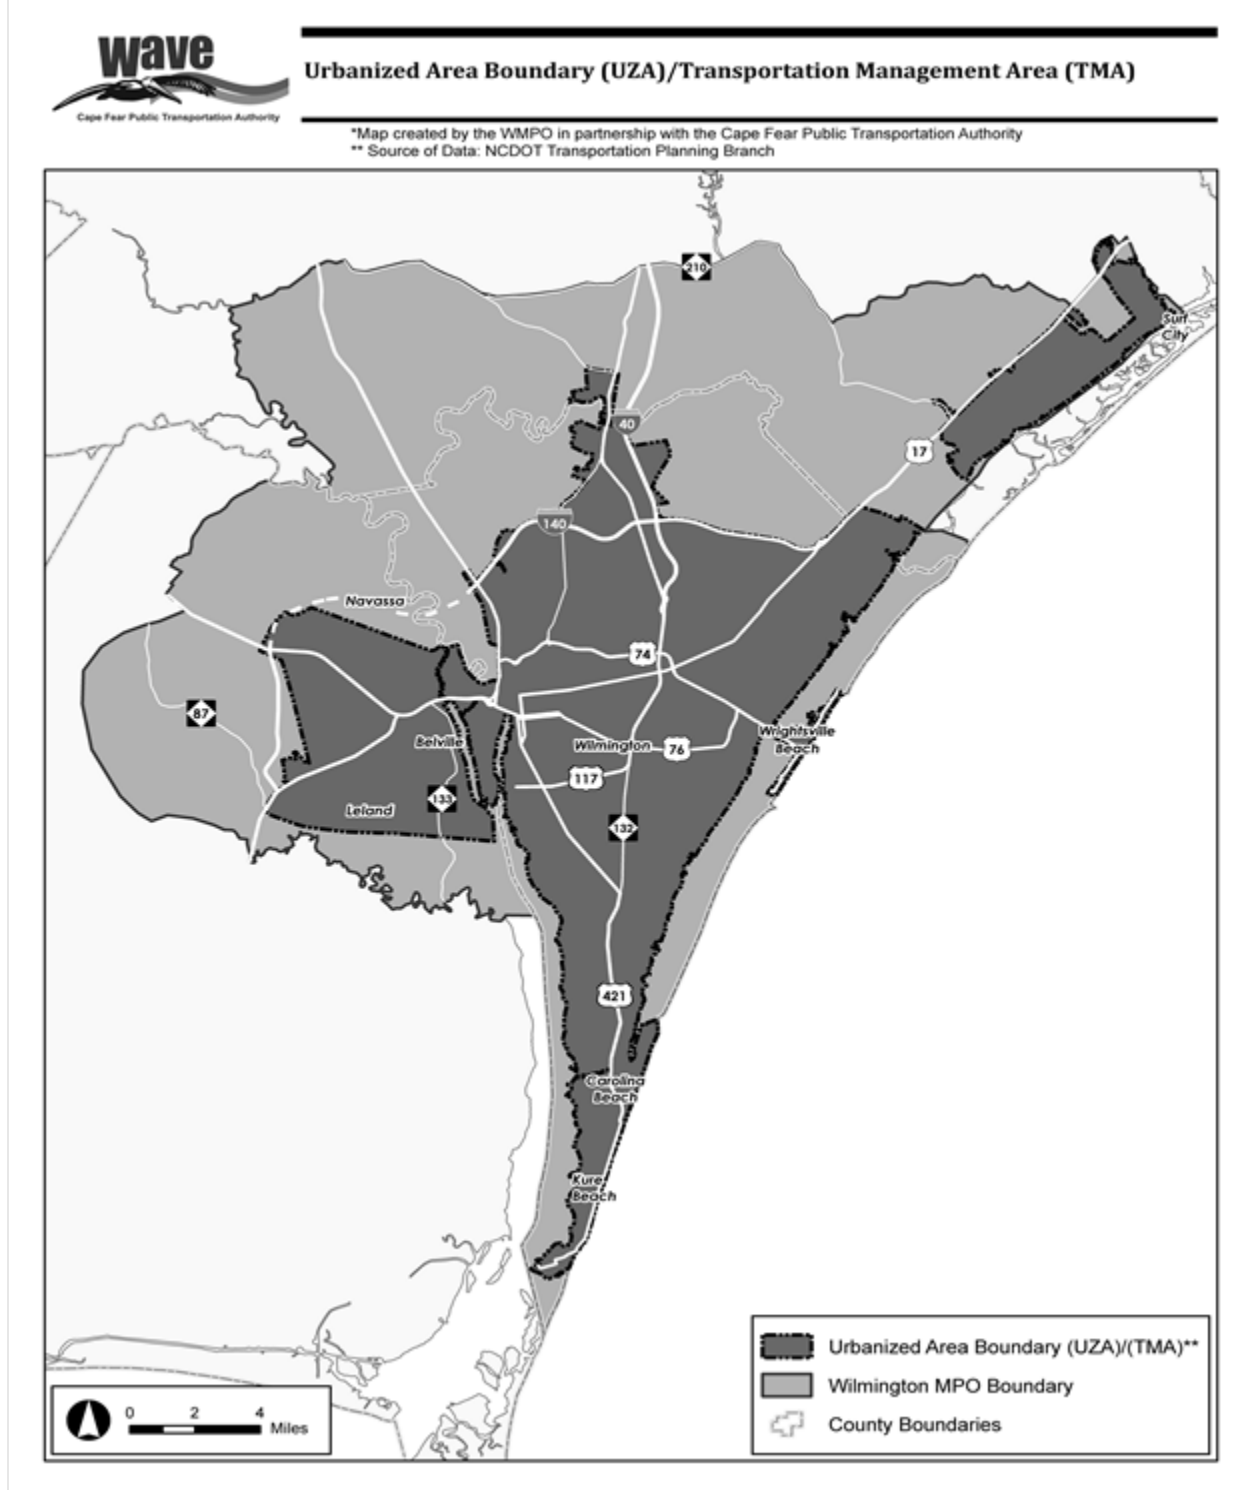 wave
Cape Fear Public Transportation Authority
Urbanized Area Boundary (UZA)/Transportation Management Area (TMA)
*Map created by the WMPO in partnership with the Cape Fear Public Transportation Authority
** Source of Data: NCDOT Transportation Planning Branch
210
Surf
City
40
17
140
Navassa
74
87
Belville
Wilmington
76
Wrightsville
Beach
117
133
Leland
132
421
Carolina
Beach
Kure
Beach
Urbanized Area Boundary (UZA)/(TMA)**
Wilmington MPO Boundary
County Boundaries
0 2 4
Miles